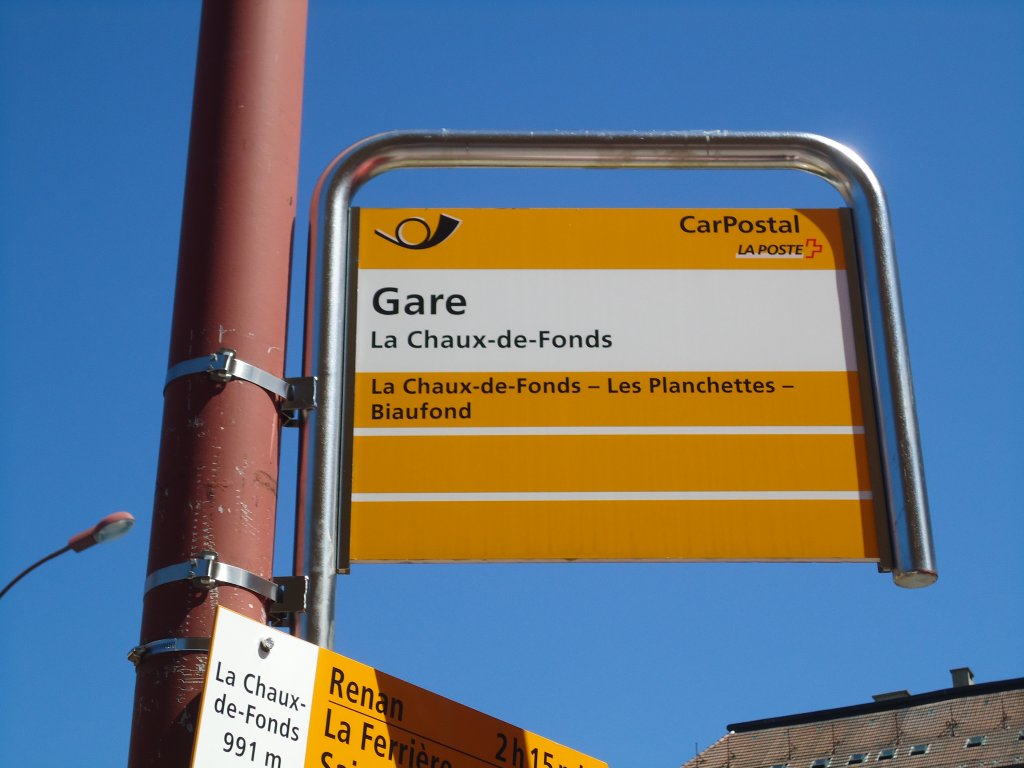 CarPostal
LA POSTE
Gare
La Chaux-de-Fonds
La Chaux-de-Fonds – Les Planchettes –
Biaufond
La Chaux-
de-Fonds
991 m
Renan
La Ferrière
2 h 15